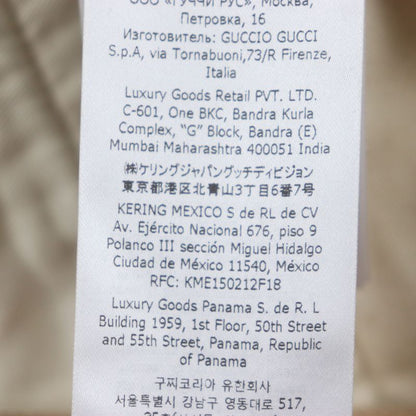 ООО «ГУЧЧИ РУС», Москва,
Петровка, 16
Изготовитель: GUCCIO GUCCI
S.p.A, via Tornabuoni,73/R Firenze,
Italia
Luxury Goods Retail PVT. LTD.
C-601, One BKC, Bandra Kurla
Complex, “G” Block, Bandra (E)
Mumbai Maharashtra 400051 India
㈱ケリングジャパングッチディビジョン
東京都港区北青山3丁目6番7号
KERING MEXICO S de RL de CV
Av. Ejército Nacional 676, piso 9
Polanco III sección Miguel Hidalgo
Ciudad de México 11540, México
RFC: KME150212F18
Luxury Goods Panama S. de R. L
Building 1959, 1st Floor, 50th Street
and 55th Street, Panama, Republic
of Panama
구찌코리아 유한회사
서울특별시 강남구 영동대로 517,